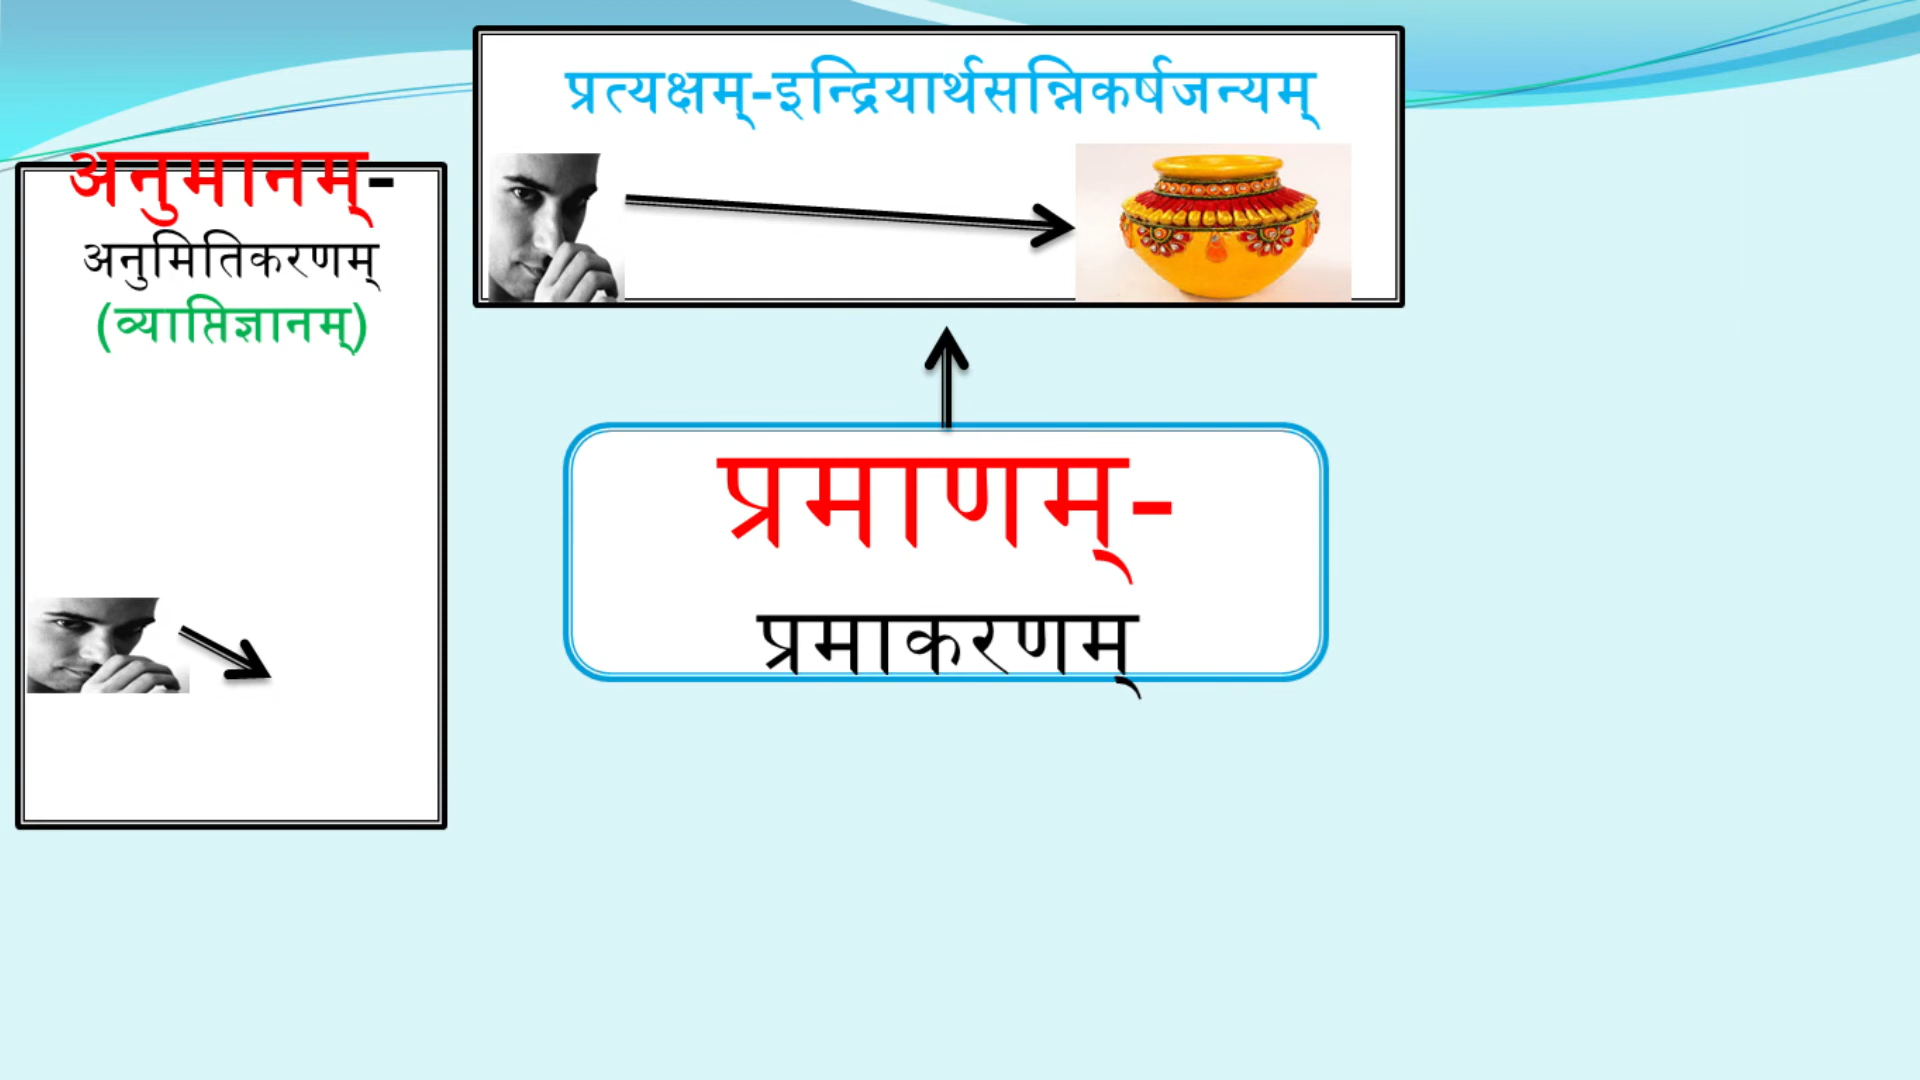 प्रत्यक्षम्-इन्द्रियार्थसन्निकर्षजन्यम्
अनुमानम्-
अनुमितिकरणम्
(व्याप्तिज्ञानम्)
प्रमाणम्-
प्रमाकरणम्